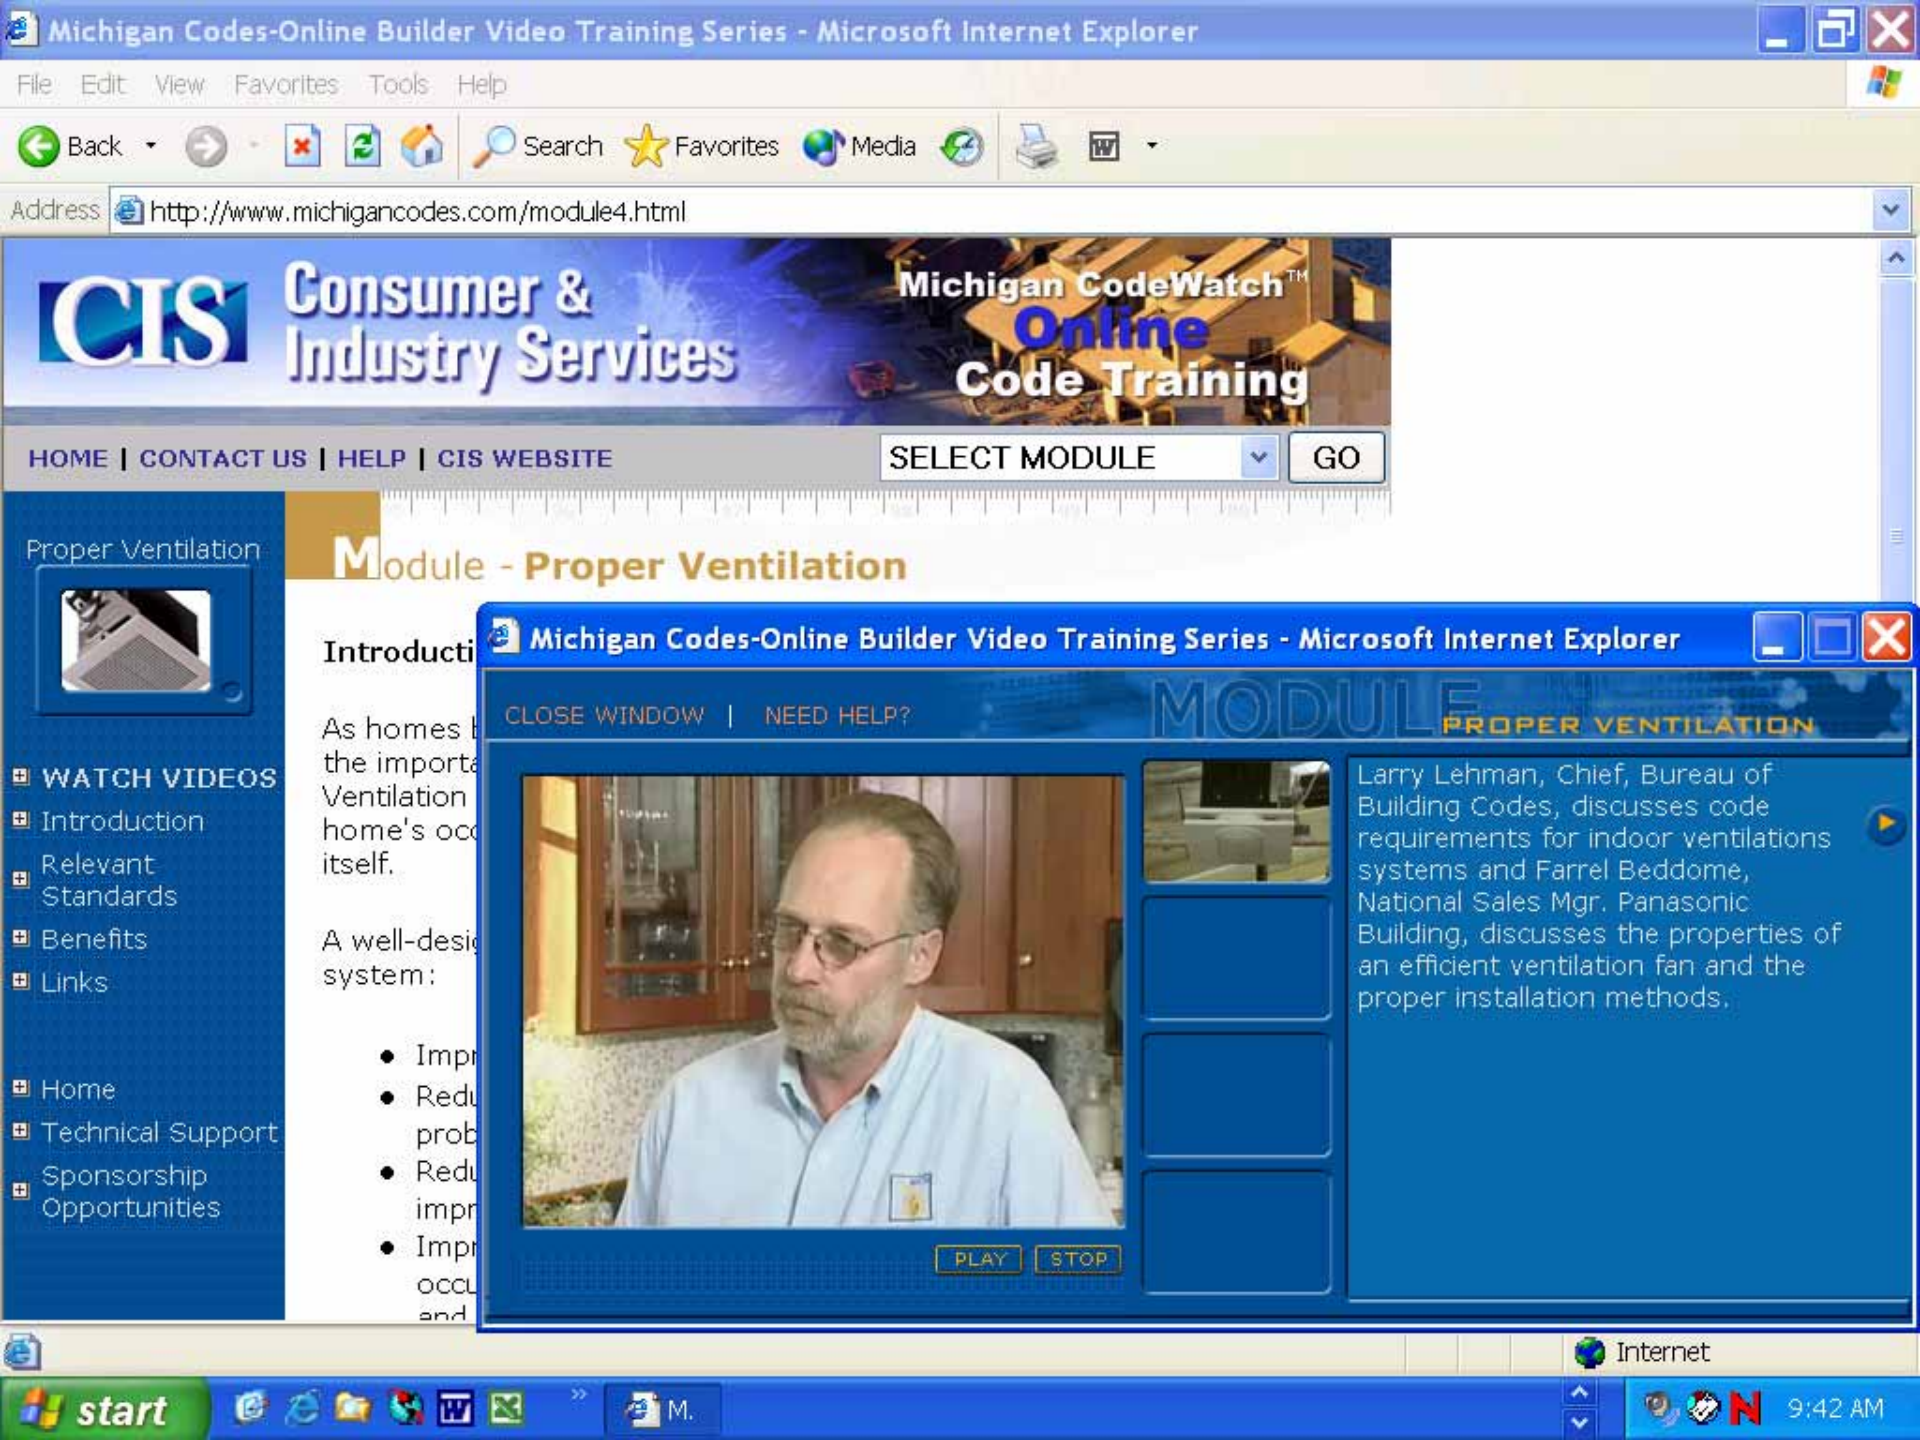 Michigan Codes-Online Builder Video Training Series - Microsoft Internet Explorer
File Edit View Favorites Tools Help
Back Search Favorites Media
Address http://www.michigancodes.com/module4.html
CIS Consumer & Industry Services
Michigan CodeWatch™
Online
Code Training
HOME | CONTACT US | HELP | CIS WEBSITE
SELECT MODULE GO
Proper Ventilation
WATCH VIDEOS
Introduction
Relevant
Standards
Benefits
Links
Home
Technical Support
Sponsorship
Opportunities
Module - Proper Ventilation
Introducti
As homes
the importa
Ventilation
home's occ
itself.
A well-desig
system:
• Impr
• Redu
prob
• Redu
impr
• Impr
occu
and
Michigan Codes-Online Builder Video Training Series - Microsoft Internet Explorer
CLOSE WINDOW | NEED HELP?
MODULE
PROPER VENTILATION
PLAY STOP
Larry Lehman, Chief, Bureau of
Building Codes, discusses code
requirements for indoor ventilations
systems and Farrel Beddome,
National Sales Mgr. Panasonic
Building, discusses the properties of
an efficient ventilation fan and the
proper installation methods.
Internet
start
M.
9:42 AM